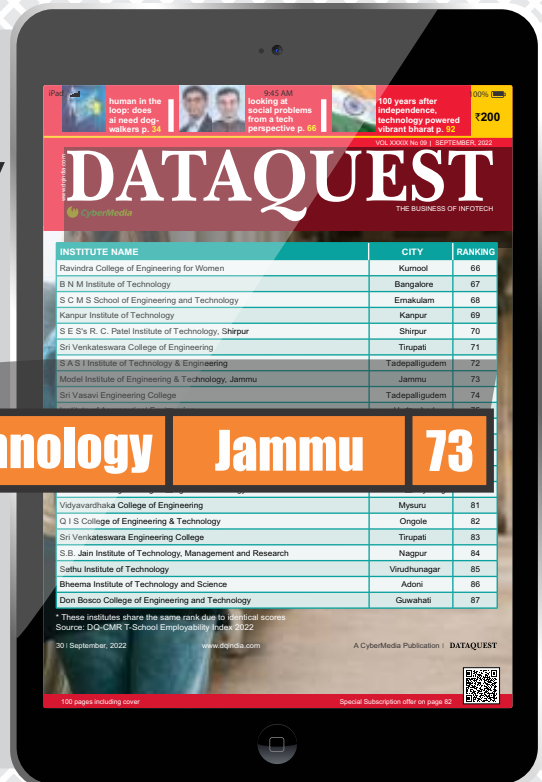 iPad 9:45 AM 100%
human in the
loop: does
ai need dog-
walkers p. 34
looking at
social problems
from a tech
perspective p. 66
100 years after
independence,
technology powered
vibrant bharat p. 92
₹200
VOL XXXIX No 09 | SEPTEMBER, 2022
www.dqindia.com
DATAQUEST
CyberMedia
THE BUSINESS OF INFOTECH
INSTITUTE NAME CITY RANKING
Ravindra College of Engineering for Women Kurnool 66
B N M Institute of Technology Bangalore 67
S C M S School of Engineering and Technology Ernakulam 68
Kanpur Institute of Technology Kanpur 69
S E S's R. C. Patel Institute of Technology, Shirpur Shirpur 70
Sri Venkateswara College of Engineering Tirupati 71
S A S I Institute of Technology & Engineering Tadepalligudem 72
Model Institute of Engineering & Technology, Jammu Jammu 73
Sri Vasavi Engineering College Tadepalligudem 74
nology Jammu 73
Vidyavardhaka College of Engineering Mysuru 81
Q I S College of Engineering & Technology Ongole 82
Sri Venkateswara Engineering College Tirupati 83
S.B. Jain Institute of Technology, Management and Research Nagpur 84
Sethu Institute of Technology Virudhunagar 85
Bheema Institute of Technology and Science Adoni 86
Don Bosco College of Engineering and Technology Guwahati 87
* These institutes share the same rank due to identical scores
Source: DQ-CMR T-School Employability Index 2022
30 | September, 2022 www.dqindia.com A CyberMedia Publication | DATAQUEST
100 pages including cover Special Subscription offer on page 82